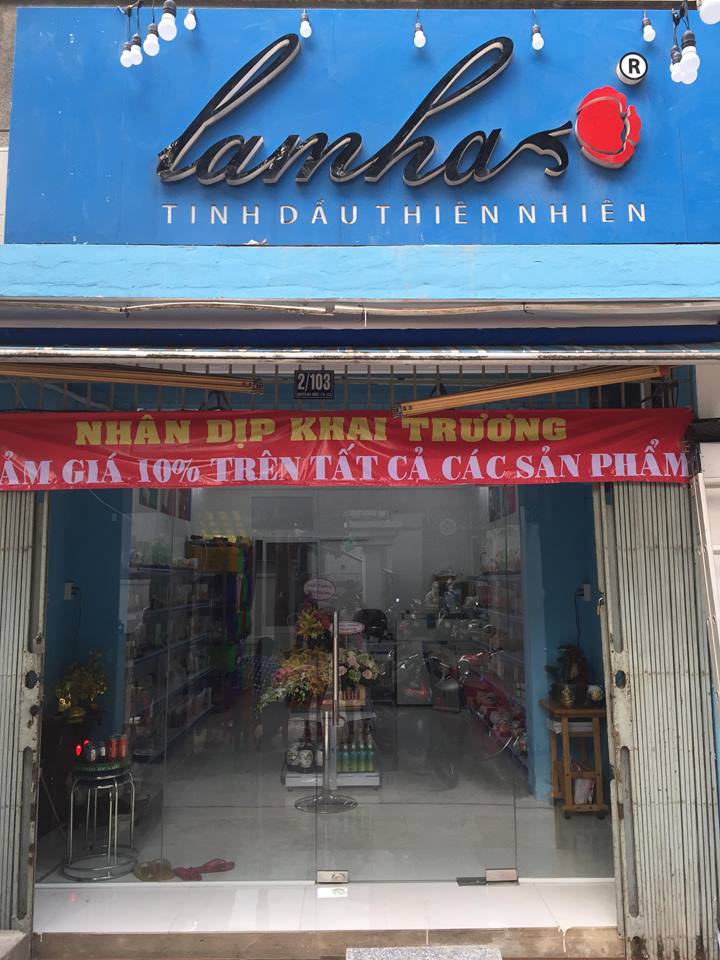 lamha
®
TINH DẦU THIÊN NHIÊN
2/103
NHÂN DỊP KHAI TRƯƠNG
ẢM GIÁ 10% TRÊN TẤT CẢ CÁC SẢN PHẨM